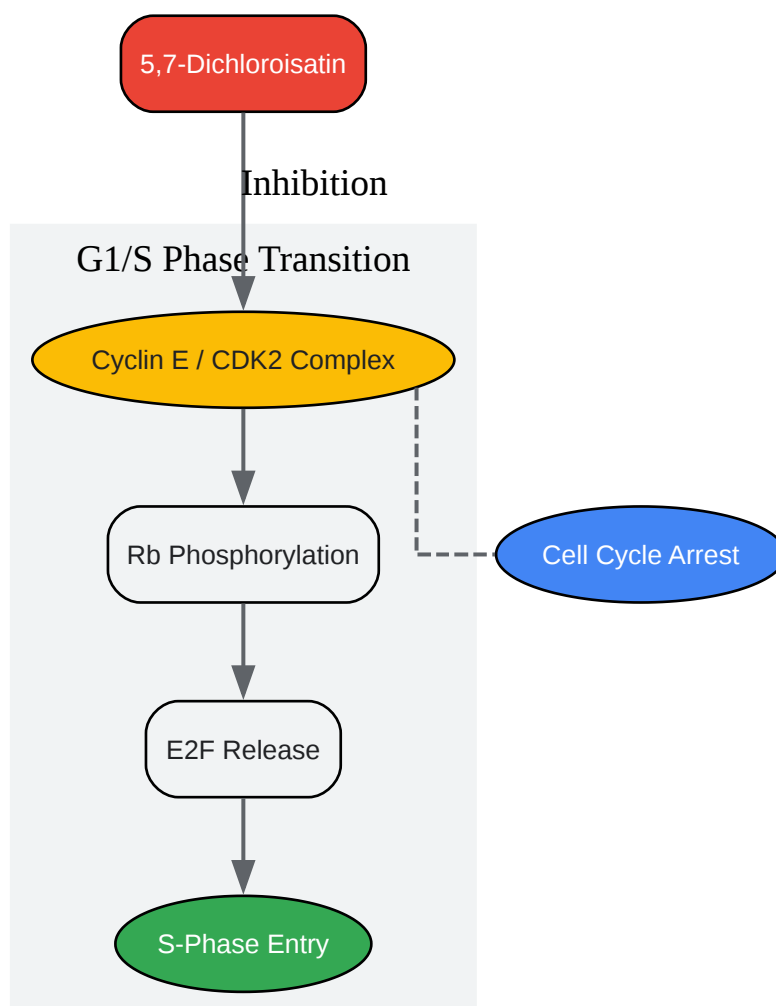 5,7-Dichloroisatin
Inhibition
G1/S Phase Transition
Cyclin E / CDK2 Complex
Rb Phosphorylation
Cell Cycle Arrest
E2F Release
S-Phase Entry